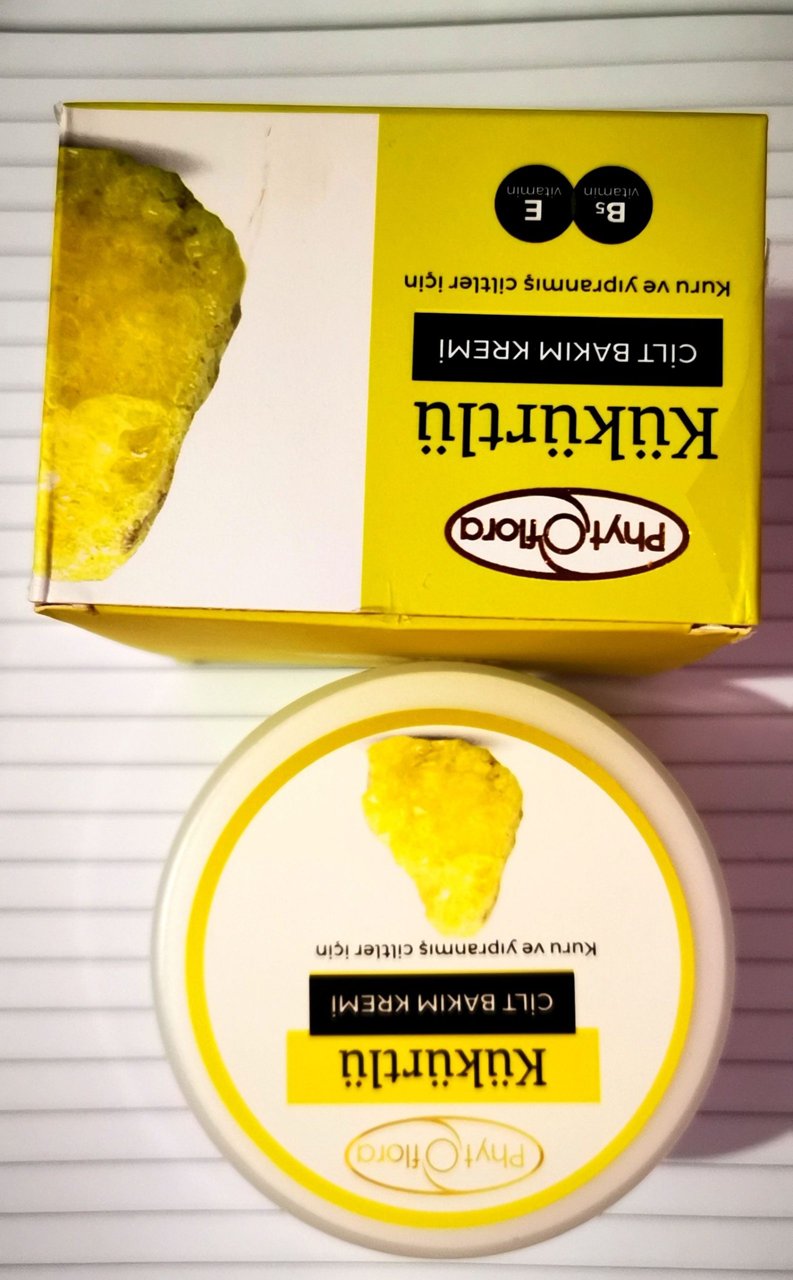 Phytoflora
Kükürtlü
CİLT BAKIM KREMİ
Kuru ve yıpranmış ciltler için
B5
vitamin
E
vitamin
Phytoflora
Kükürtlü
CİLT BAKIM KREMİ
Kuru ve yıpranmış ciltler için